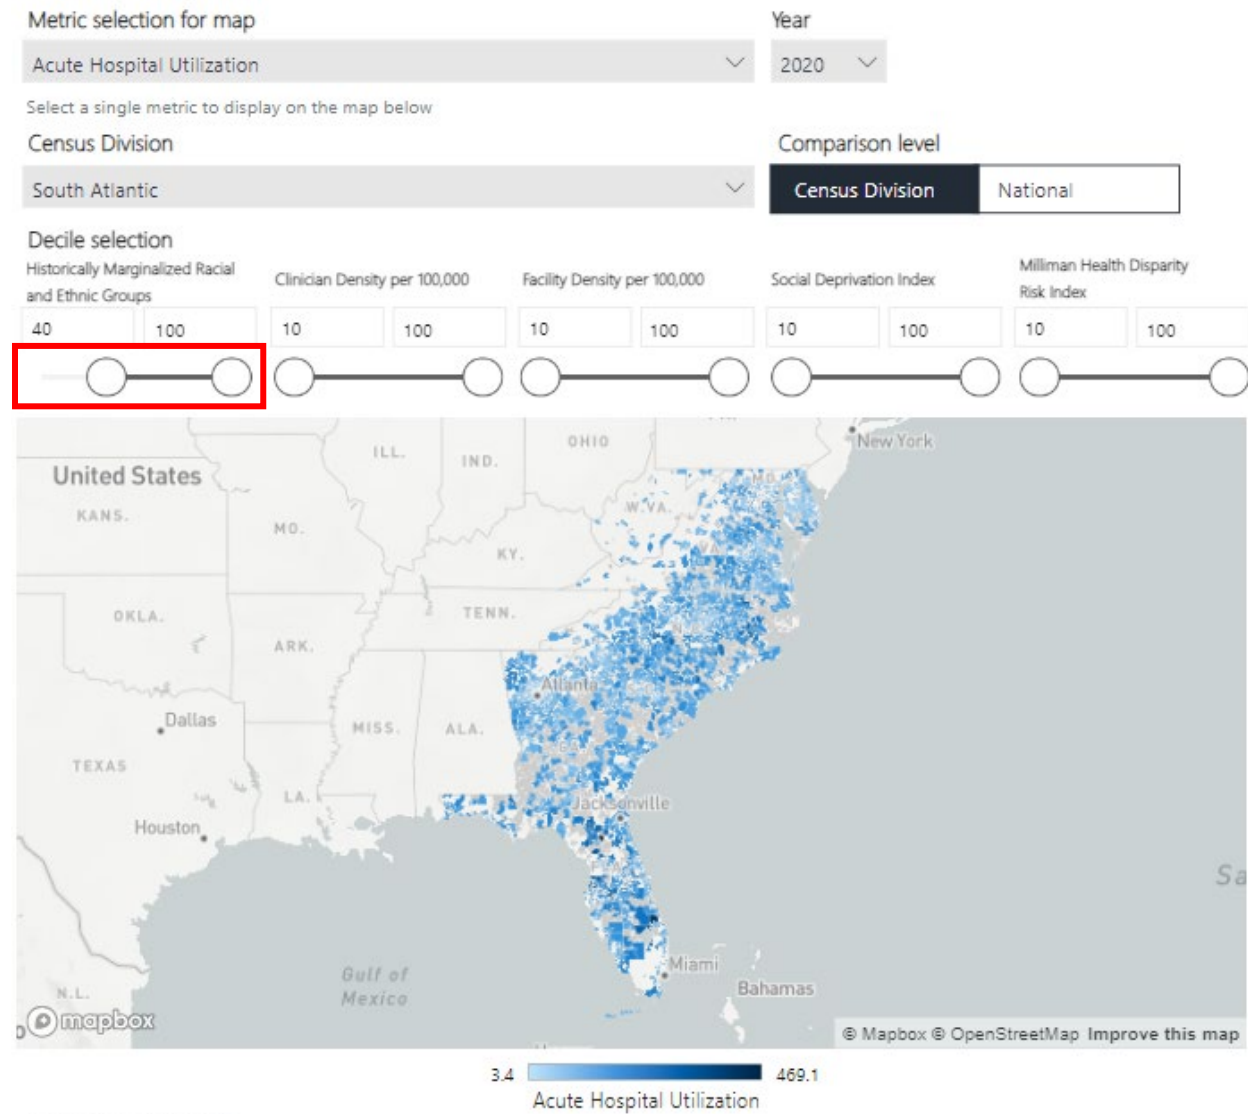 Metric selection for map
Year
Acute Hospital Utilization
2020
Select a single metric to display on the map below
Census Division
Comparison level
South Atlantic
Census Division
National
Decile selection
Historically Marginalized Racial
and Ethnic Groups
Clinician Density per 100,000
Facility Density per 100,000
Social Deprivation Index
Milliman Health Disparity
Risk Index
40
100
10
100
10
100
10
100
10
100
New York
OHIO
ILL.
IND.
United States
MD.
W.VA.
KANS.
MO.
KY.
VA.
OKLA.
TENN.
N.C.
ARK.
Atlanta
S.C.
Dallas
MISS.
ALA.
GA.
TEXAS
LA.
Jacksonville
Houston
Sa
Miami
Gulf of
Mexico
Bahamas
N.L.
mapbox
© Mapbox © OpenStreetMap Improve this map
3.4
469.1
Acute Hospital Utilization